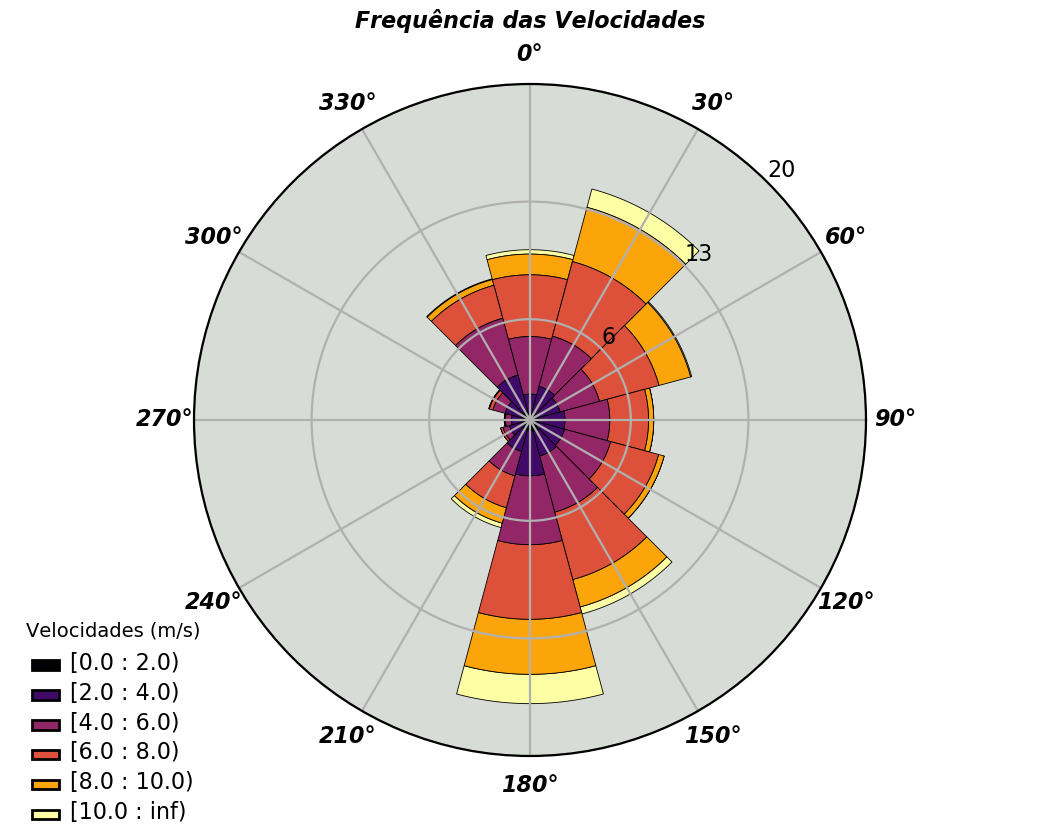 Frequência das Velocidades
0°
330°
30°
20
300°
60°
13
6
270°
90°
240°
120°
210°
150°
180°
Velocidades (m/s)
[0.0 : 2.0)
[2.0 : 4.0)
[4.0 : 6.0)
[6.0 : 8.0)
[8.0 : 10.0)
[10.0 : inf)